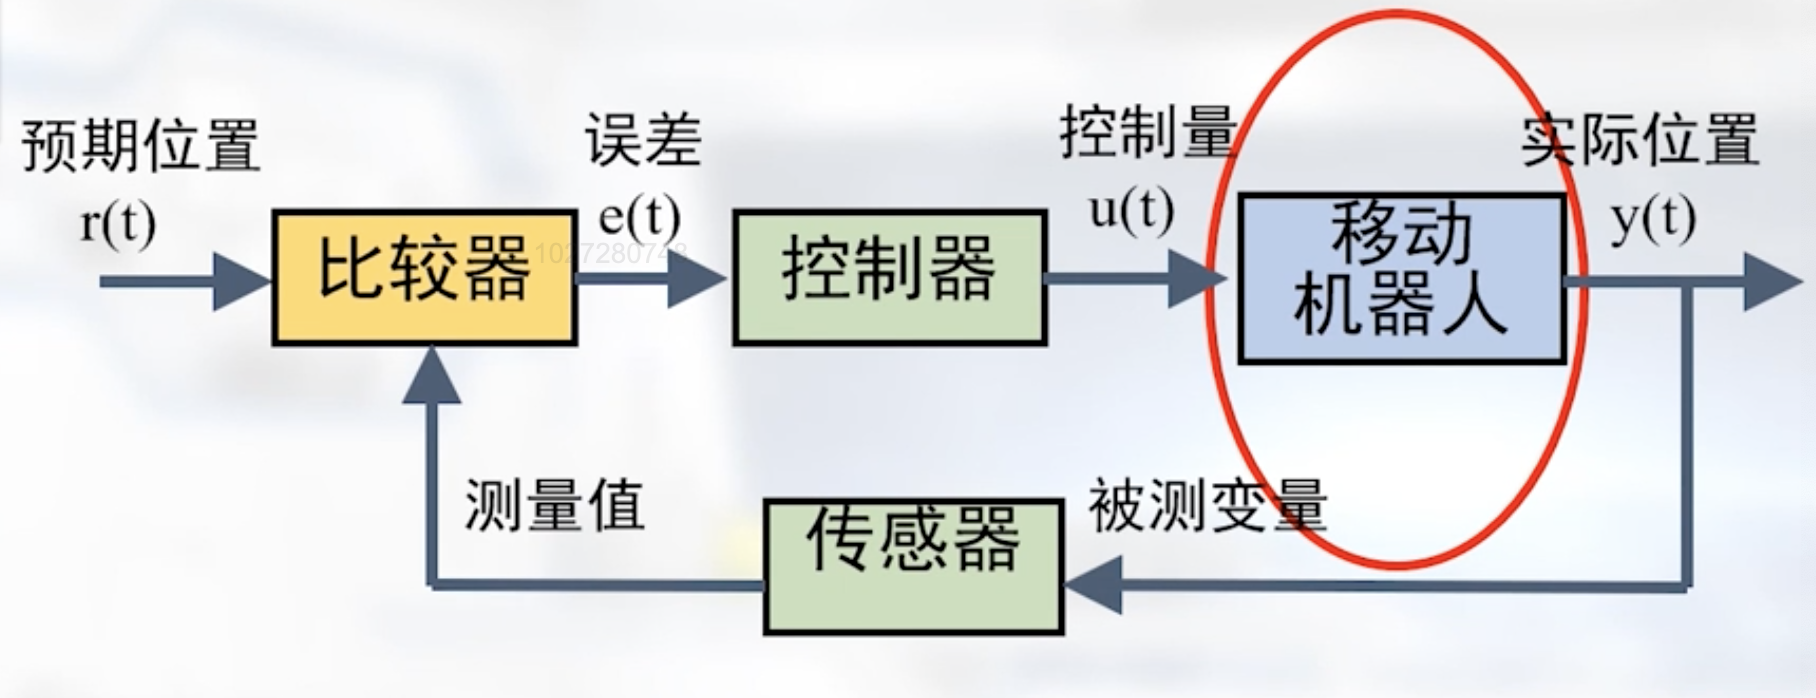 预期位置
r(t)
比较器
误差
e(t)
1027280748
控制器
控制量
u(t)
移动
机器人
实际位置
y(t)
测量值
传感器
被测变量